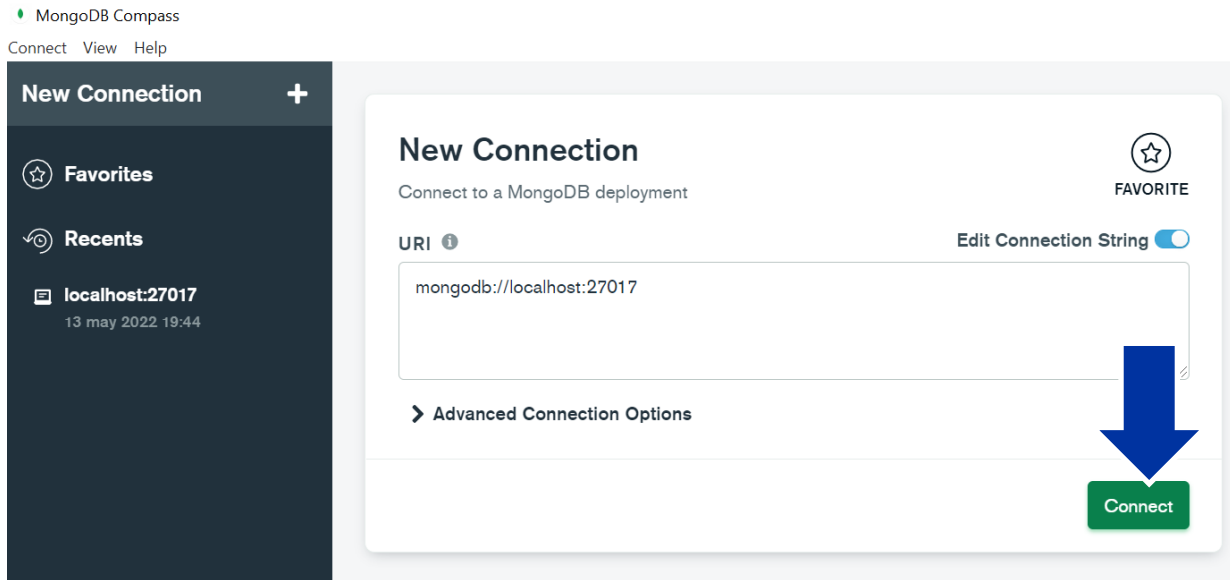 MongoDB Compass
Connect View Help
New Connection
Favorites
Recents
localhost:27017
13 may 2022 19:44
New Connection
Connect to a MongoDB deployment
FAVORITE
URI
Edit Connection String
mongodb://localhost:27017
Advanced Connection Options
Connect